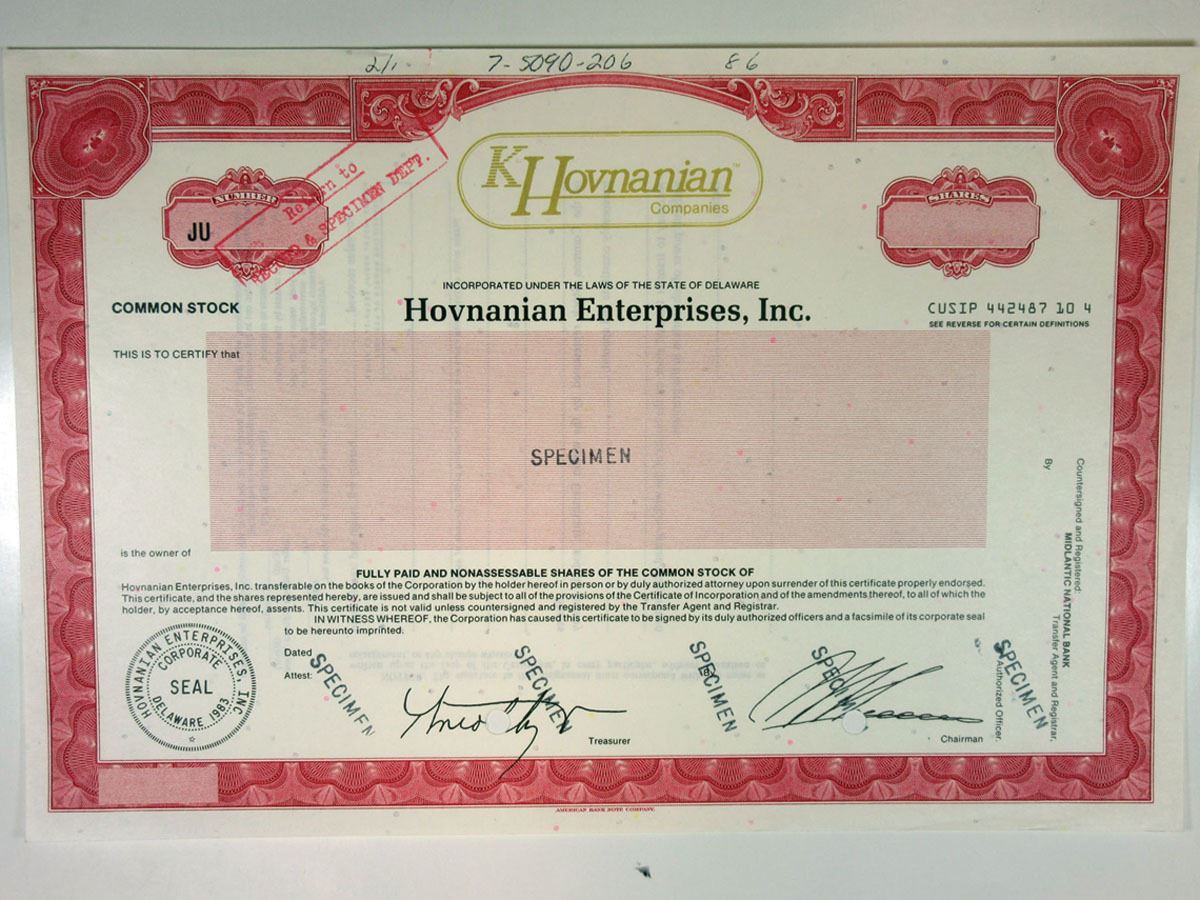 7-5090-206 86
K Hovnanian™
Companies
NUMBER
SHARES
JU
Return to
RECORD & SPECIMEN DEPT.
INCORPORATED UNDER THE LAWS OF THE STATE OF DELAWARE
COMMON STOCK
Hovnanian Enterprises, Inc.
CUSIP 442487 10 4
SEE REVERSE FOR CERTAIN DEFINITIONS
THIS IS TO CERTIFY that
SPECIMEN
is the owner of
FULLY PAID AND NONASSESSABLE SHARES OF THE COMMON STOCK OF
Hovnanian Enterprises, Inc. transferable on the books of the Corporation by the holder hereof in person or by duly authorized attorney upon surrender of this certificate properly endorsed.
This certificate, and the shares represented hereby, are issued and shall be subject to all of the provisions of the Certificate of Incorporation and of the amendments thereof, to all of which the
holder, by acceptance hereof, assents. This certificate is not valid unless countersigned and registered by the Transfer Agent and Registrar.
IN WITNESS WHEREOF, the Corporation has caused this certificate to be signed by its duly authorized officers and a facsimile of its corporate seal
to be hereunto imprinted.
Dated
Attest:
By
SPECIMEN
SPECIMEN
SPECIMEN
SPECIMEN
SPECIMEN
Treasurer
Chairman
HOVNANIAN ENTERPRISES, INC
CORPORATE
SEAL
DELAWARE 1983
Countersigned and Registered:
MIDLANTIC NATIONAL BANK
Transfer Agent and Registrar.
By
Authorized Officer.
AMERICAN BANK NOTE COMPANY.